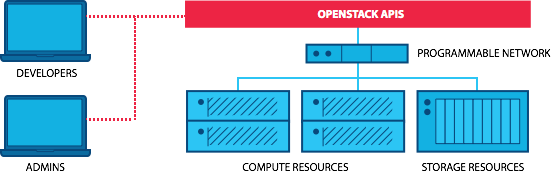 OPENSTACK APIS
PROGRAMMABLE NETWORK
DEVELOPERS
ADMINS
COMPUTE RESOURCES
STORAGE RESOURCES